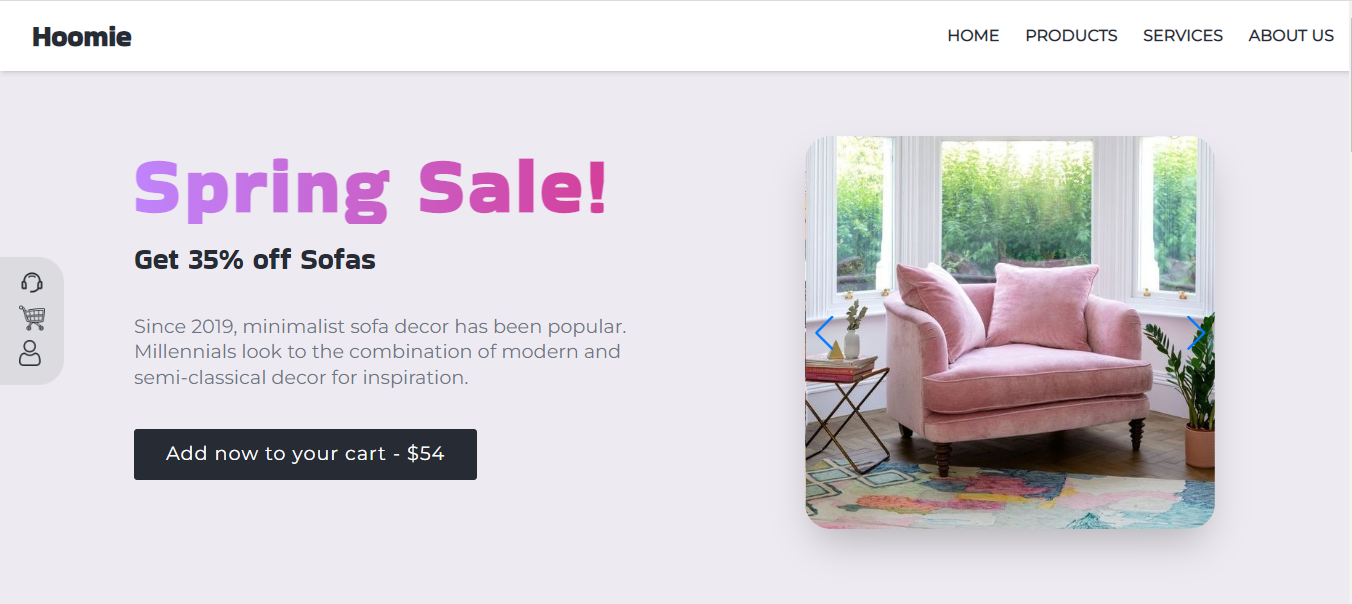 Hoomie
HOME PRODUCTS SERVICES ABOUT US
Spring Sale!
Get 35% off Sofas
Since 2019, minimalist sofa decor has been popular.
Millennials look to the combination of modern and
semi-classical decor for inspiration.
Add now to your cart - $54